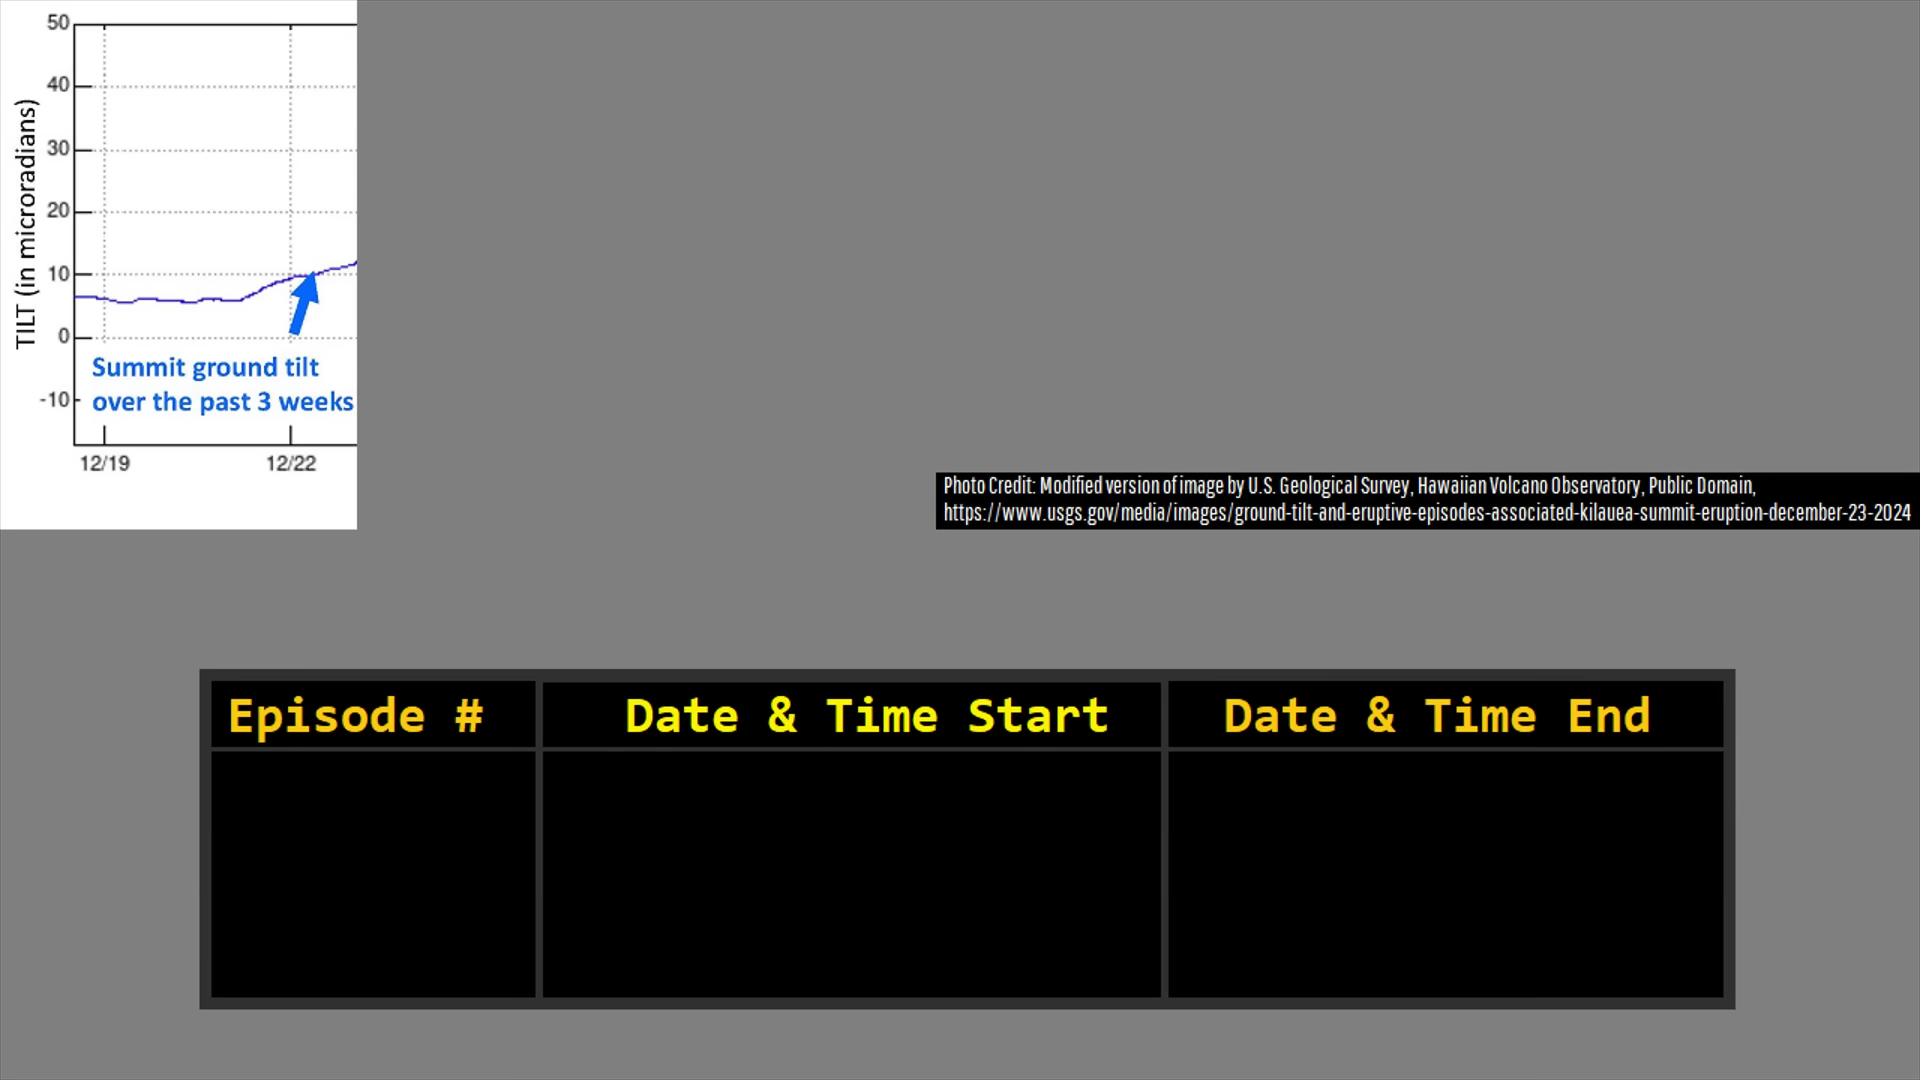 50
40
30
20
10
0
-10
TILT (in microradians)
Summit ground tilt
over the past 3 weeks
12/19 12/22
Photo Credit: Modified version of image by U.S. Geological Survey, Hawaiian Volcano Observatory, Public Domain,
https://www.usgs.gov/media/images/ground-tilt-and-eruptive-episodes-associated-kilauea-summit-eruption-december-23-2024
Episode # Date & Time Start Date & Time End